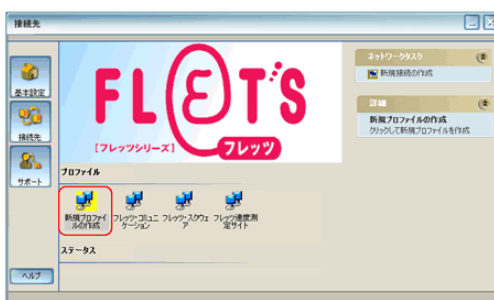 接続先
基本設定
接続先
サポート
ヘルプ
FLET'S
[フレッツシリーズ]
フレッツ
プロファイル
新規プロファイ
ルの作成
フレッツ・コミュニ
ケーション
フレッツ・スクウェ
ア
フレッツ速度測
定サイト
ステータス
ネットワークタスク
新規接続の作成
詳細
新規プロファイルの作成
クリックして新規プロファイルを作成